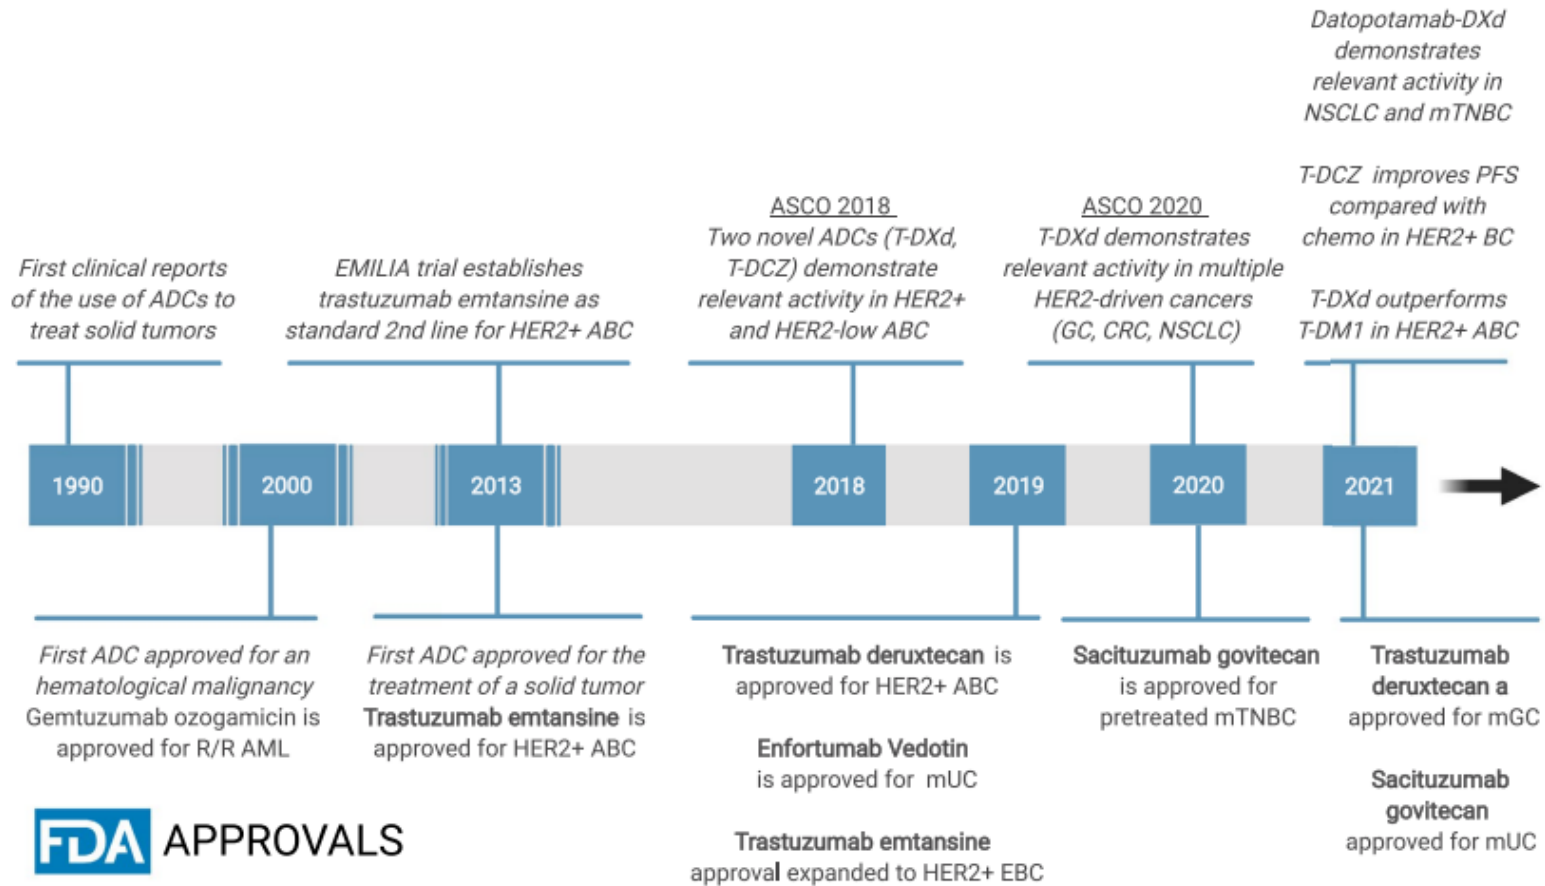 Datopotamab-DXd
demonstrates
relevant activity in
NSCLC and mTNBC
T-DCZ improves PFS
compared with
chemo in HER2+ BC
T-DXd outperforms
T-DM1 in HER2+ ABC
First clinical reports
of the use of ADCs to
treat solid tumors
EMILIA trial establishes
trastuzumab emtansine as
standard 2nd line for HER2+ ABC
ASCO 2018
Two novel ADCs (T-DXd,
T-DCZ) demonstrate
relevant activity in HER2+
and HER2-low ABC
ASCO 2020
T-DXd demonstrates
relevant activity in multiple
HER2-driven cancers
(GC, CRC, NSCLC)
1990
2000
2013
2018
2019
2020
2021
First ADC approved for an
hematological malignancy
Gemtuzumab ozogamicin is
approved for R/R AML
First ADC approved for the
treatment of a solid tumor
Trastuzumab emtansine is
approved for HER2+ ABC
Trastuzumab deruxtecan is
approved for HER2+ ABC
Enfortumab Vedotin
is approved for mUC
Trastuzumab emtansine
approval expanded to HER2+ EBC
Sacituzumab govitecan
is approved for
pretreated mTNBC
Trastuzumab
deruxtecan a
approved for mGC
Sacituzumab
govitecan
approved for mUC
FDA APPROVALS